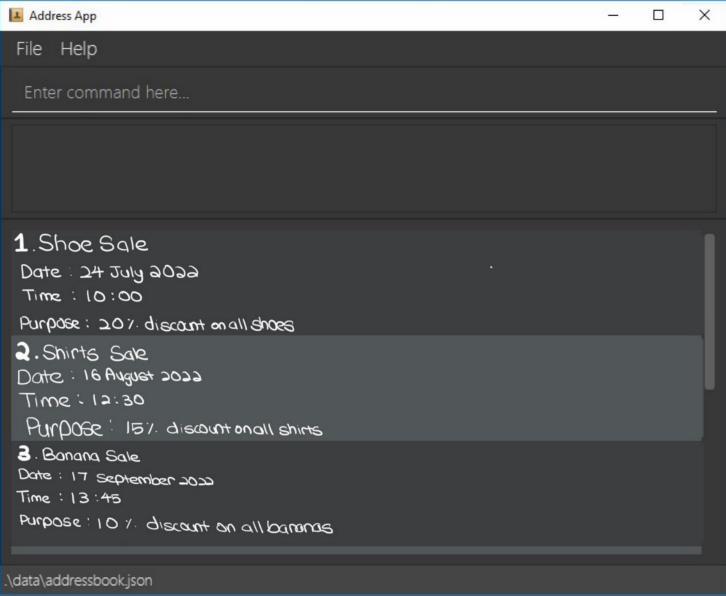 Address App
File Help
Enter command here...
1. Shoe Sale
Date : 24 July 2022
Time : 10:00
Purpose : 20% discount on all shoes
2. Shirts Sale
Date : 16 August 2022
Time : 12:30
Purpose : 15% discount on all shirts
3. Banana Sale
Date : 17 September 2022
Time : 13:45
Purpose : 10 % discount on all bananas
.\data\addressbook.json